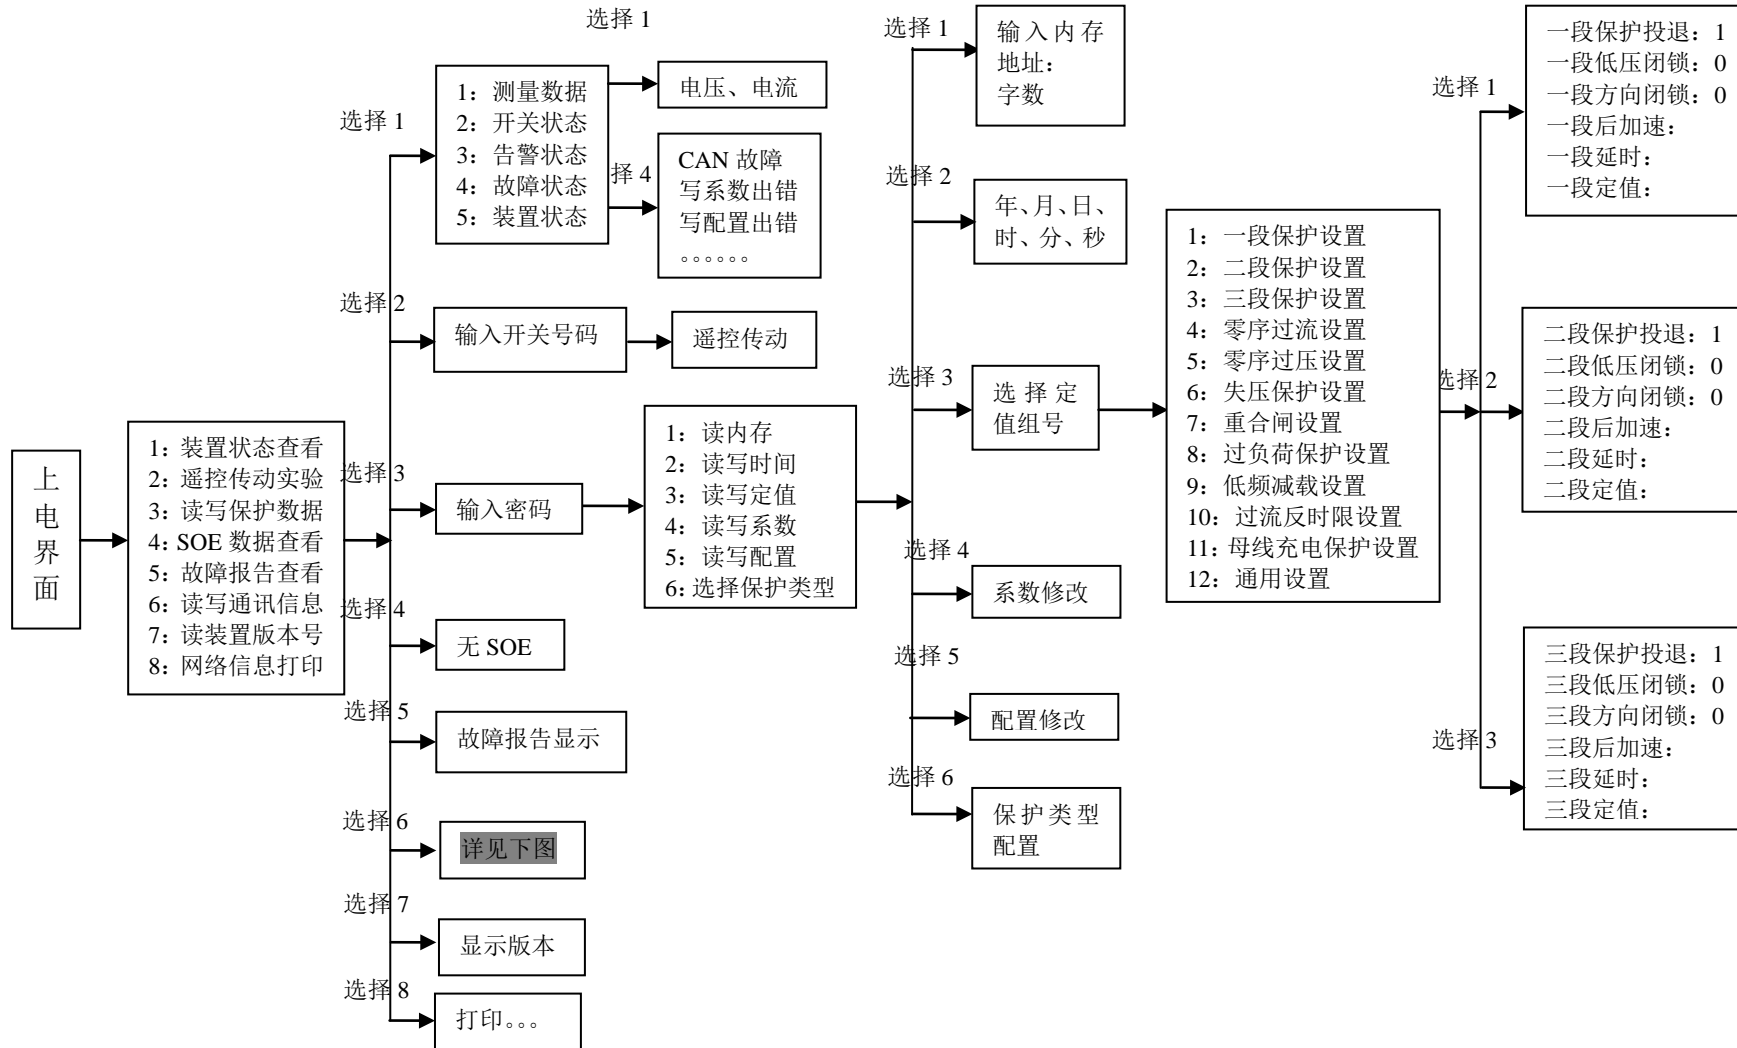 上
电
界
面
1：装置状态查看
2：遥控传动实验
3：读写保护数据
4：SOE 数据查看
5：故障报告查看
6：读写通讯信息
7：读装置版本号
8：网络信息打印
选择 1
选择 2
选择 3
选择 4
选择 5
选择 6
选择 7
选择 8
1：测量数据
2：开关状态
3：告警状态
4：故障状态
5：装置状态
选择 1
电压、电流
择 4
CAN 故障
写系数出错
写配置出错
。。。。。。
输入开关号码
遥控传动
输入密码
1：读内存
2：读写时间
3：读写定值
4：读写系数
5：读写配置
6：选择保护类型
无 SOE
故障报告显示
详见下图
显示版本
打印。。。
选择 1
输入内存
地址：
字数
选择 2
年、月、日、
时、分、秒
选择 3
选择定
值组号
选择 4
系数修改
选择 5
配置修改
选择 6
保护类型
配置
1：一段保护设置
2：二段保护设置
3：三段保护设置
4：零序过流设置
5：零序过压设置
6：失压保护设置
7：重合闸设置
8：过负荷保护设置
9：低频减载设置
10：过流反时限设置
11：母线充电保护设置
12：通用设置
选择 1
一段保护投退：1
一段低压闭锁：0
一段方向闭锁：0
一段后加速：
一段延时：
一段定值：
选择 2
二段保护投退：1
二段低压闭锁：0
二段方向闭锁：0
二段后加速：
二段延时：
二段定值：
选择 3
三段保护投退：1
三段低压闭锁：0
三段方向闭锁：0
三段后加速：
三段延时：
三段定值：